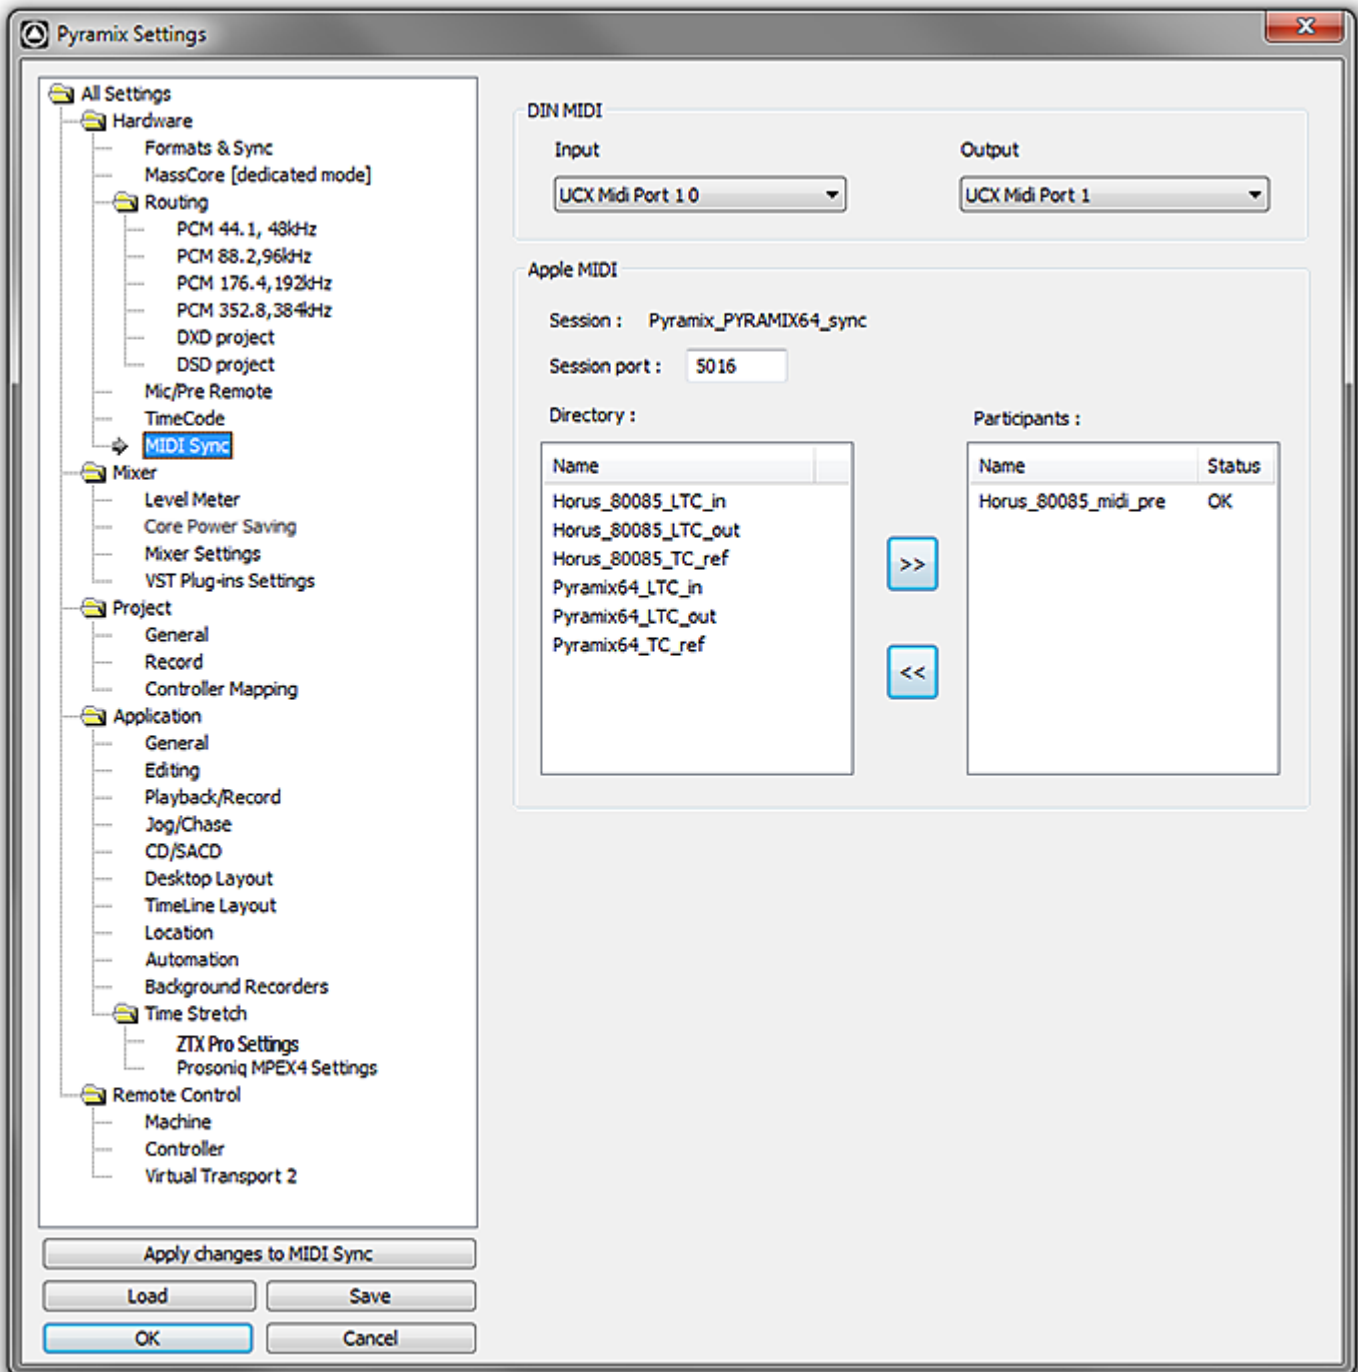 Pyramix Settings
x
All Settings
Hardware
Formats & Sync
MassCore [dedicated mode]
Routing
PCM 44.1, 48kHz
PCM 88.2,96kHz
PCM 176.4,192kHz
PCM 352.8,384kHz
DXD project
DSD project
Mic/Pre Remote
TimeCode
MIDI Sync
Mixer
Level Meter
Core Power Saving
Mixer Settings
VST Plug-ins Settings
Project
General
Record
Controller Mapping
Application
General
Editing
Playback/Record
Jog/Chase
CD/SACD
Desktop Layout
TimeLine Layout
Location
Automation
Background Recorders
Time Stretch
ZTX Pro Settings
Prosoniq MPEX4 Settings
Remote Control
Machine
Controller
Virtual Transport 2
Apply changes to MIDI Sync
Load Save
OK Cancel
DIN MIDI
Input Output
UCX Midi Port 1 0 UCX Midi Port 1
Apple MIDI
Session : Pyramix_PYRAMIX64_sync
Session port : 5016
Directory : Participants :
Name Name Status
Horus_80085_LTC_in Horus_80085_midi_pre OK
Horus_80085_LTC_out
Horus_80085_TC_ref
Pyramix64_LTC_in
Pyramix64_LTC_out
Pyramix64_TC_ref
>>
<<